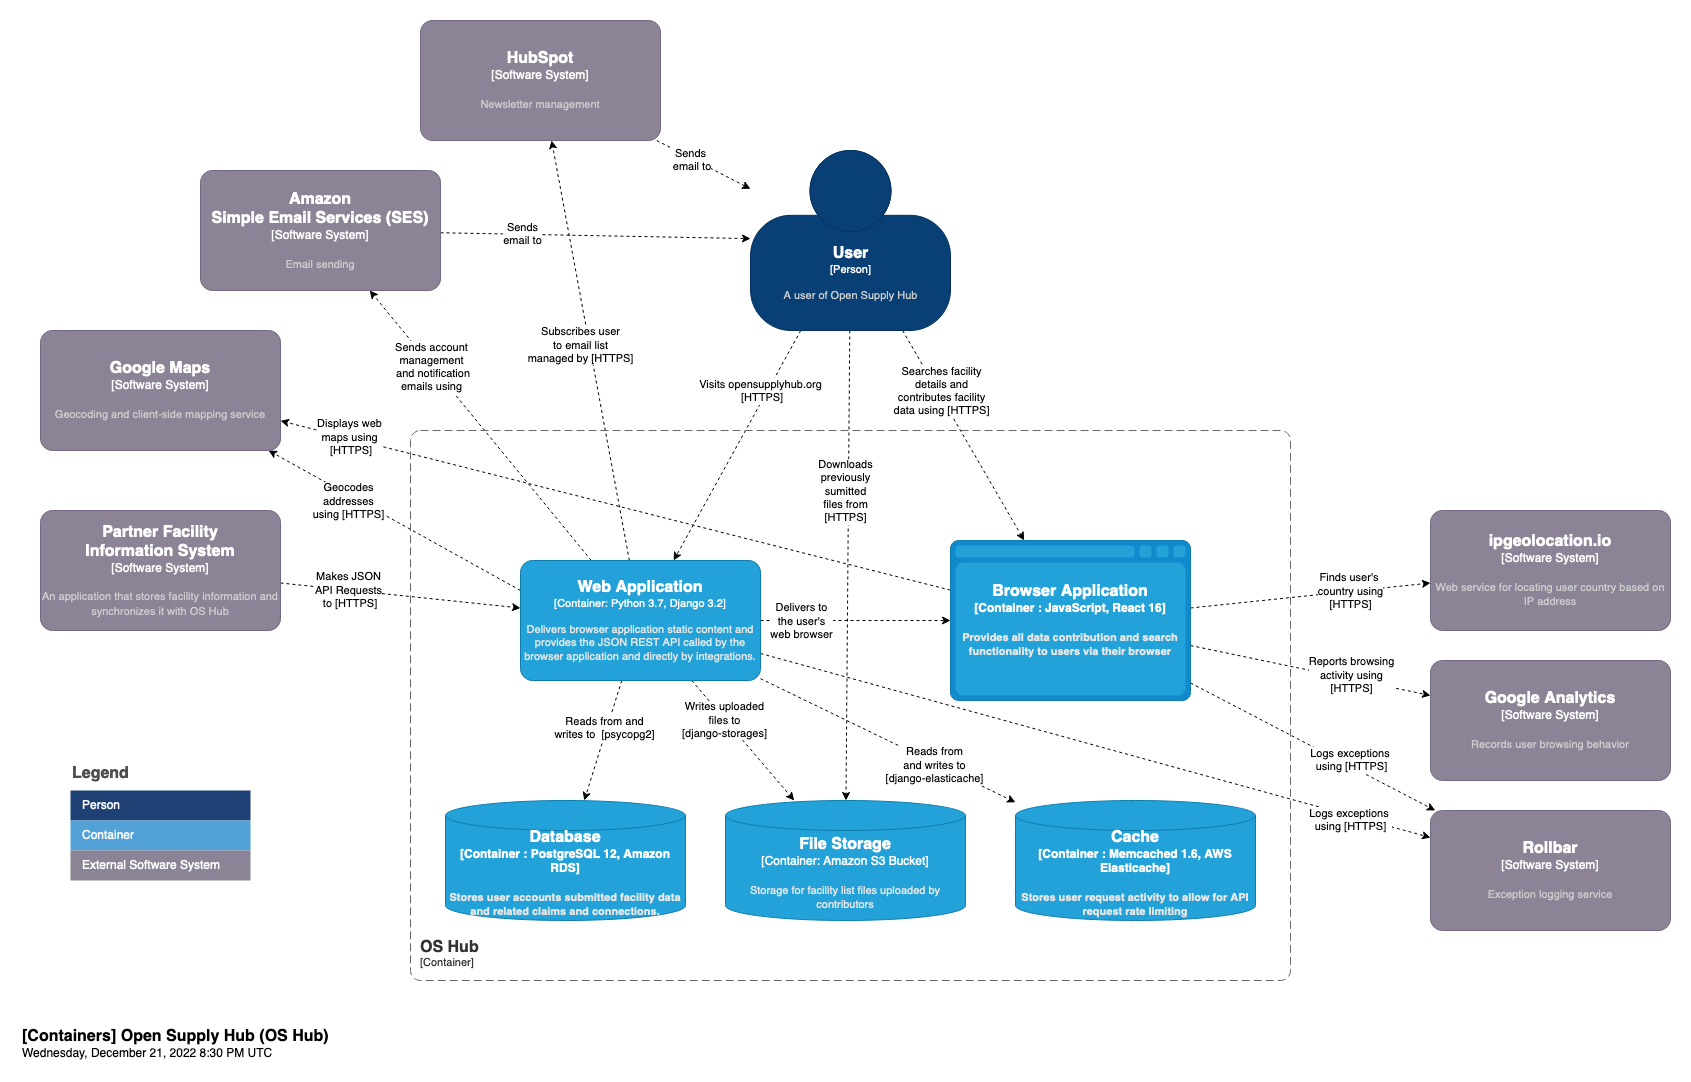 HubSpot
[Software System]
Newsletter management
Sends
email to
Amazon
Simple Email Services (SES)
[Software System]
Email sending
Sends
email to
User
[Person]
A user of Open Supply Hub
Subscribes user
to email list
managed by [HTTPS]
Sends account
management
and notification
emails using
Google Maps
[Software System]
Geocoding and client-side mapping service
Visits opensupplyhub.org
[HTTPS]
Searches facility
details and
contributes facility
data using [HTTPS]
Displays web
maps using
[HTTPS]
Downloads
previously
sumitted
files from
[HTTPS]
Geocodes
addresses
using [HTTPS]
Partner Facility
Information System
[Software System]
An application that stores facility information and
synchronizes it with OS Hub
Makes JSON
API Requests
to [HTTPS]
Web Application
[Container: Python 3.7, Django 3.2]
Delivers browser application static content and
provides the JSON REST API called by the
browser application and directly by integrations.
Delivers to
the user's
web browser
Browser Application
[Container : JavaScript, React 16]
Provides all data contribution and search
functionality to users via their browser
Finds user's
country using
[HTTPS]
ipgeolocation.io
[Software System]
Web service for locating user country based on
IP address
Reports browsing
activity using
[HTTPS]
Google Analytics
[Software System]
Records user browsing behavior
Reads from and
writes to [psycopg2]
Writes uploaded
files to
[django-storages]
Reads from
and writes to
[django-elasticache]
Logs exceptions
using [HTTPS]
Logs exceptions
using [HTTPS]
Rollbar
[Software System]
Exception logging service
Database
[Container : PostgreSQL 12, Amazon
RDS]
Stores user accounts submitted facility data
and related claims and connections.
File Storage
[Container: Amazon S3 Bucket]
Storage for facility list files uploaded by
contributors
Cache
[Container : Memcached 1.6, AWS
Elasticache]
Stores user request activity to allow for API
request rate limiting
OS Hub
[Container]
Legend
Person
Container
External Software System
[Containers] Open Supply Hub (OS Hub)
Wednesday, December 21, 2022 8:30 PM UTC